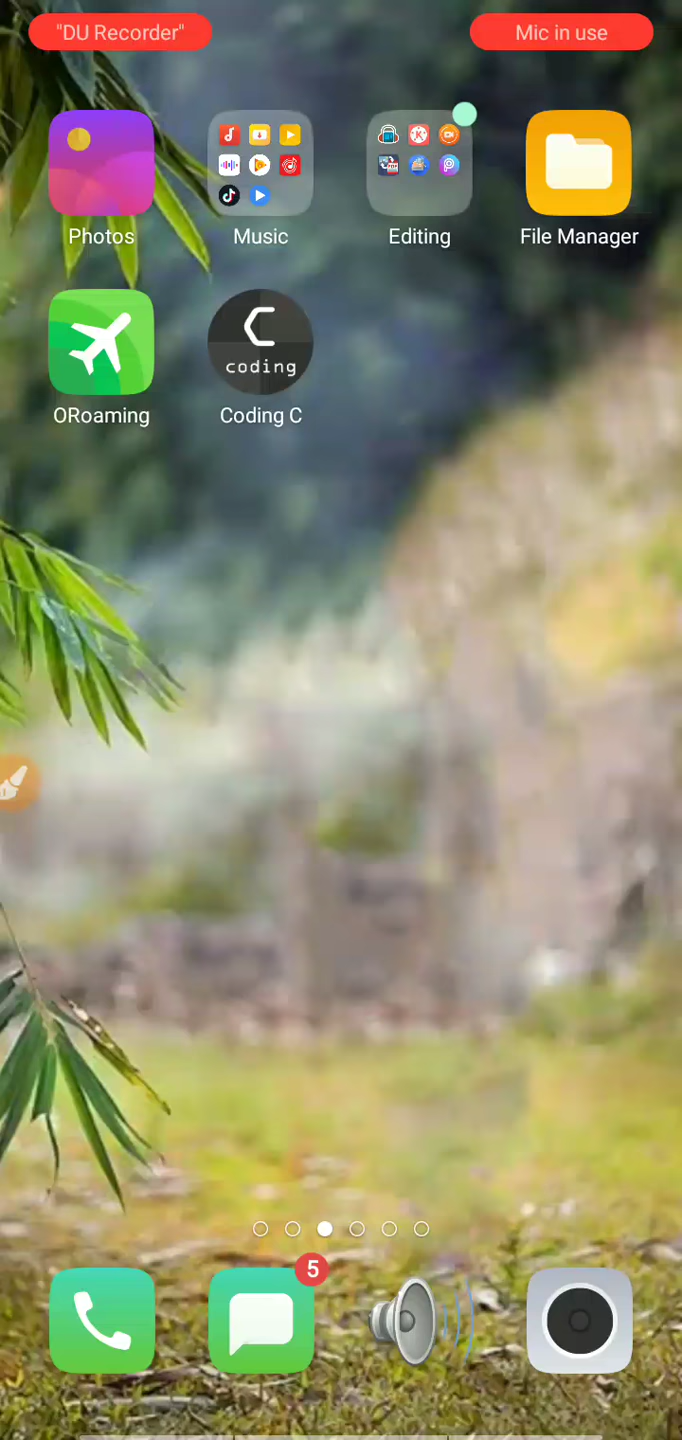 "DU Recorder"
Mic in use
Photos
Music
Editing
File Manager
C
coding
ORoaming
Coding C
5